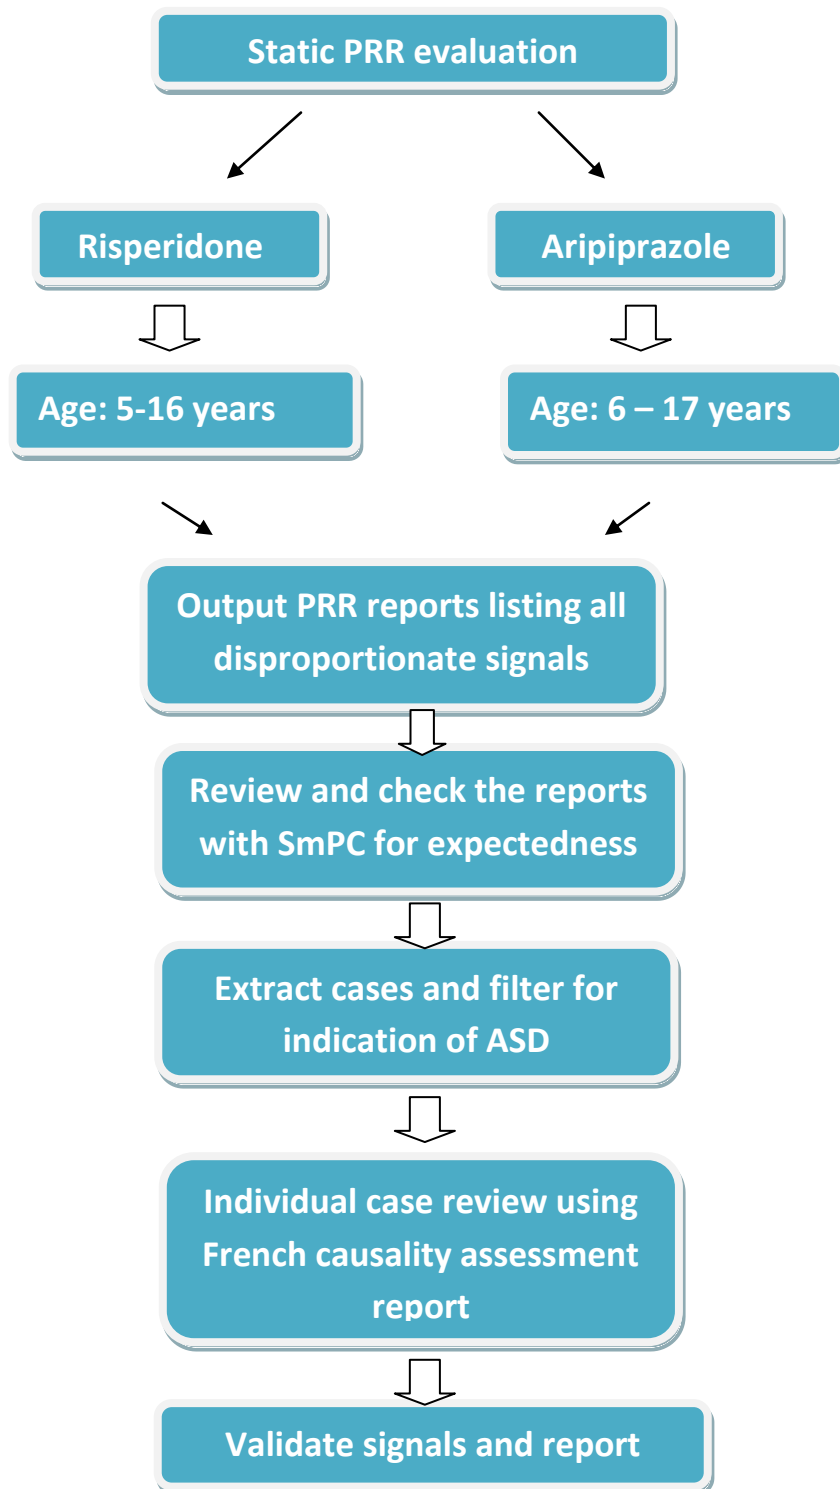 Static PRR evaluation
Risperidone
Aripiprazole
Age: 5-16 years
Age: 6 – 17 years
Output PRR reports listing all
disproportionate signals
Review and check the reports
with SmPC for expectedness
Extract cases and filter for
indication of ASD
Individual case review using
French causality assessment
report
Validate signals and report